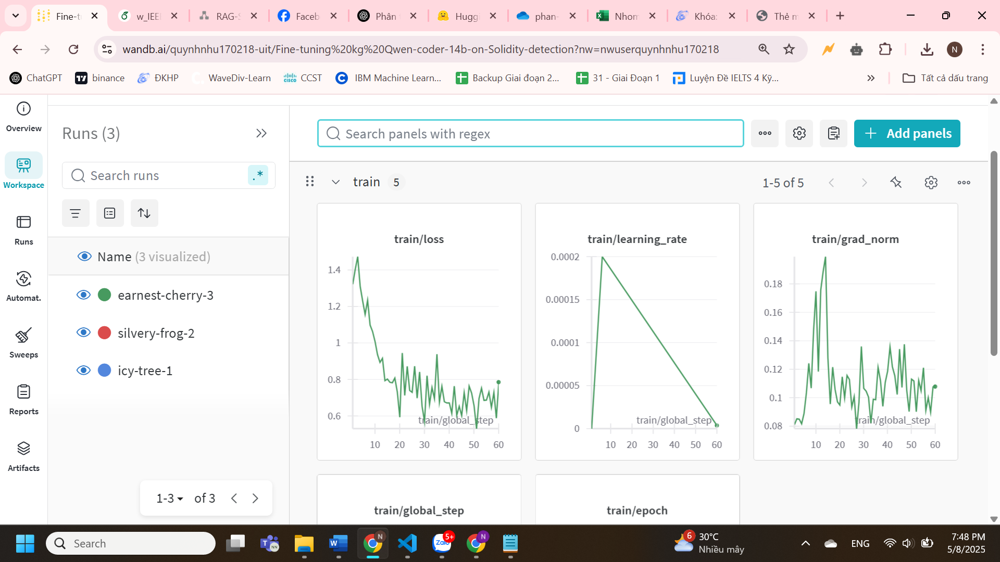 Fine-tu
w_IEE
RAG-S
Faceb
Phân
Huggi
phan-
Nhom
Khóa:
Thẻ m
wandb.ai/quynhnhu170218-uit/Fine-tuning%20kg%20Qwen-coder-14b-on-Solidity-detection?nw=nwuserquynhnhu170218
N
ChatGPT
binance
ĐKHP
WaveDiv-Learn
CCST
IBM Machine Learn...
Backup Giai đoạn 2...
31 - Giai Đoạn 1
Luyện Đề IELTS 4 Kỹ...
Tất cả dấu trang
Overview
Workspace
Runs
Automat.
Sweeps
Reports
Artifacts
Runs (3)
Search runs
.*
Name (3 visualized)
earnest-cherry-3
silvery-frog-2
icy-tree-1
1-3 of 3
Search panels with regex
Add panels
train 5
1-5 of 5
train/loss
1.4
1.2
1
0.8
0.6
train/global_step
10 20 30 40 50 60
train/learning_rate
0.0002
0.00015
0.0001
0.00005
0
train/global_step
10 20 30 40 50 60
train/grad_norm
0.18
0.16
0.14
0.12
0.1
0.08
train/global_step
10 20 30 40 50 60
train/global_step
train/epoch
Search
NN
N
5+
Zalo
N
6
30°C
Nhiều mây
ENG
7:48 PM
5/8/2025